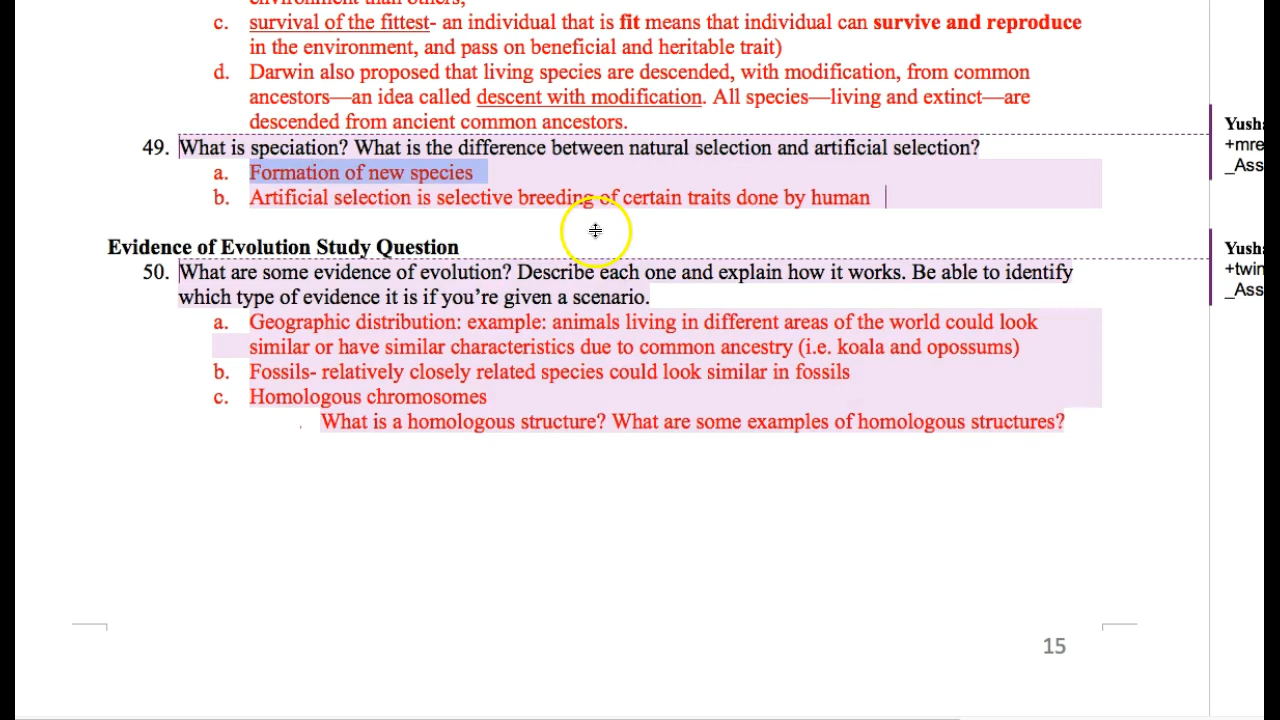 environment than others;
c. survival of the fittest- an individual that is fit means that individual can survive and reproduce
in the environment, and pass on beneficial and heritable trait)
d. Darwin also proposed that living species are descended, with modification, from common
ancestors—an idea called descent with modification. All species—living and extinct—are
descended from ancient common ancestors.
49. What is speciation? What is the difference between natural selection and artificial selection?
a. Formation of new species
b. Artificial selection is selective breeding of certain traits done by human
Evidence of Evolution Study Question
50. What are some evidence of evolution? Describe each one and explain how it works. Be able to identify
which type of evidence it is if you’re given a scenario.
a. Geographic distribution: example: animals living in different areas of the world could look
similar or have similar characteristics due to common ancestry (i.e. koala and opossums)
b. Fossils- relatively closely related species could look similar in fossils
c. Homologous chromosomes
. What is a homologous structure? What are some examples of homologous structures?
15
Yush
+mre
_Ass
Yush
+twin
_Ass